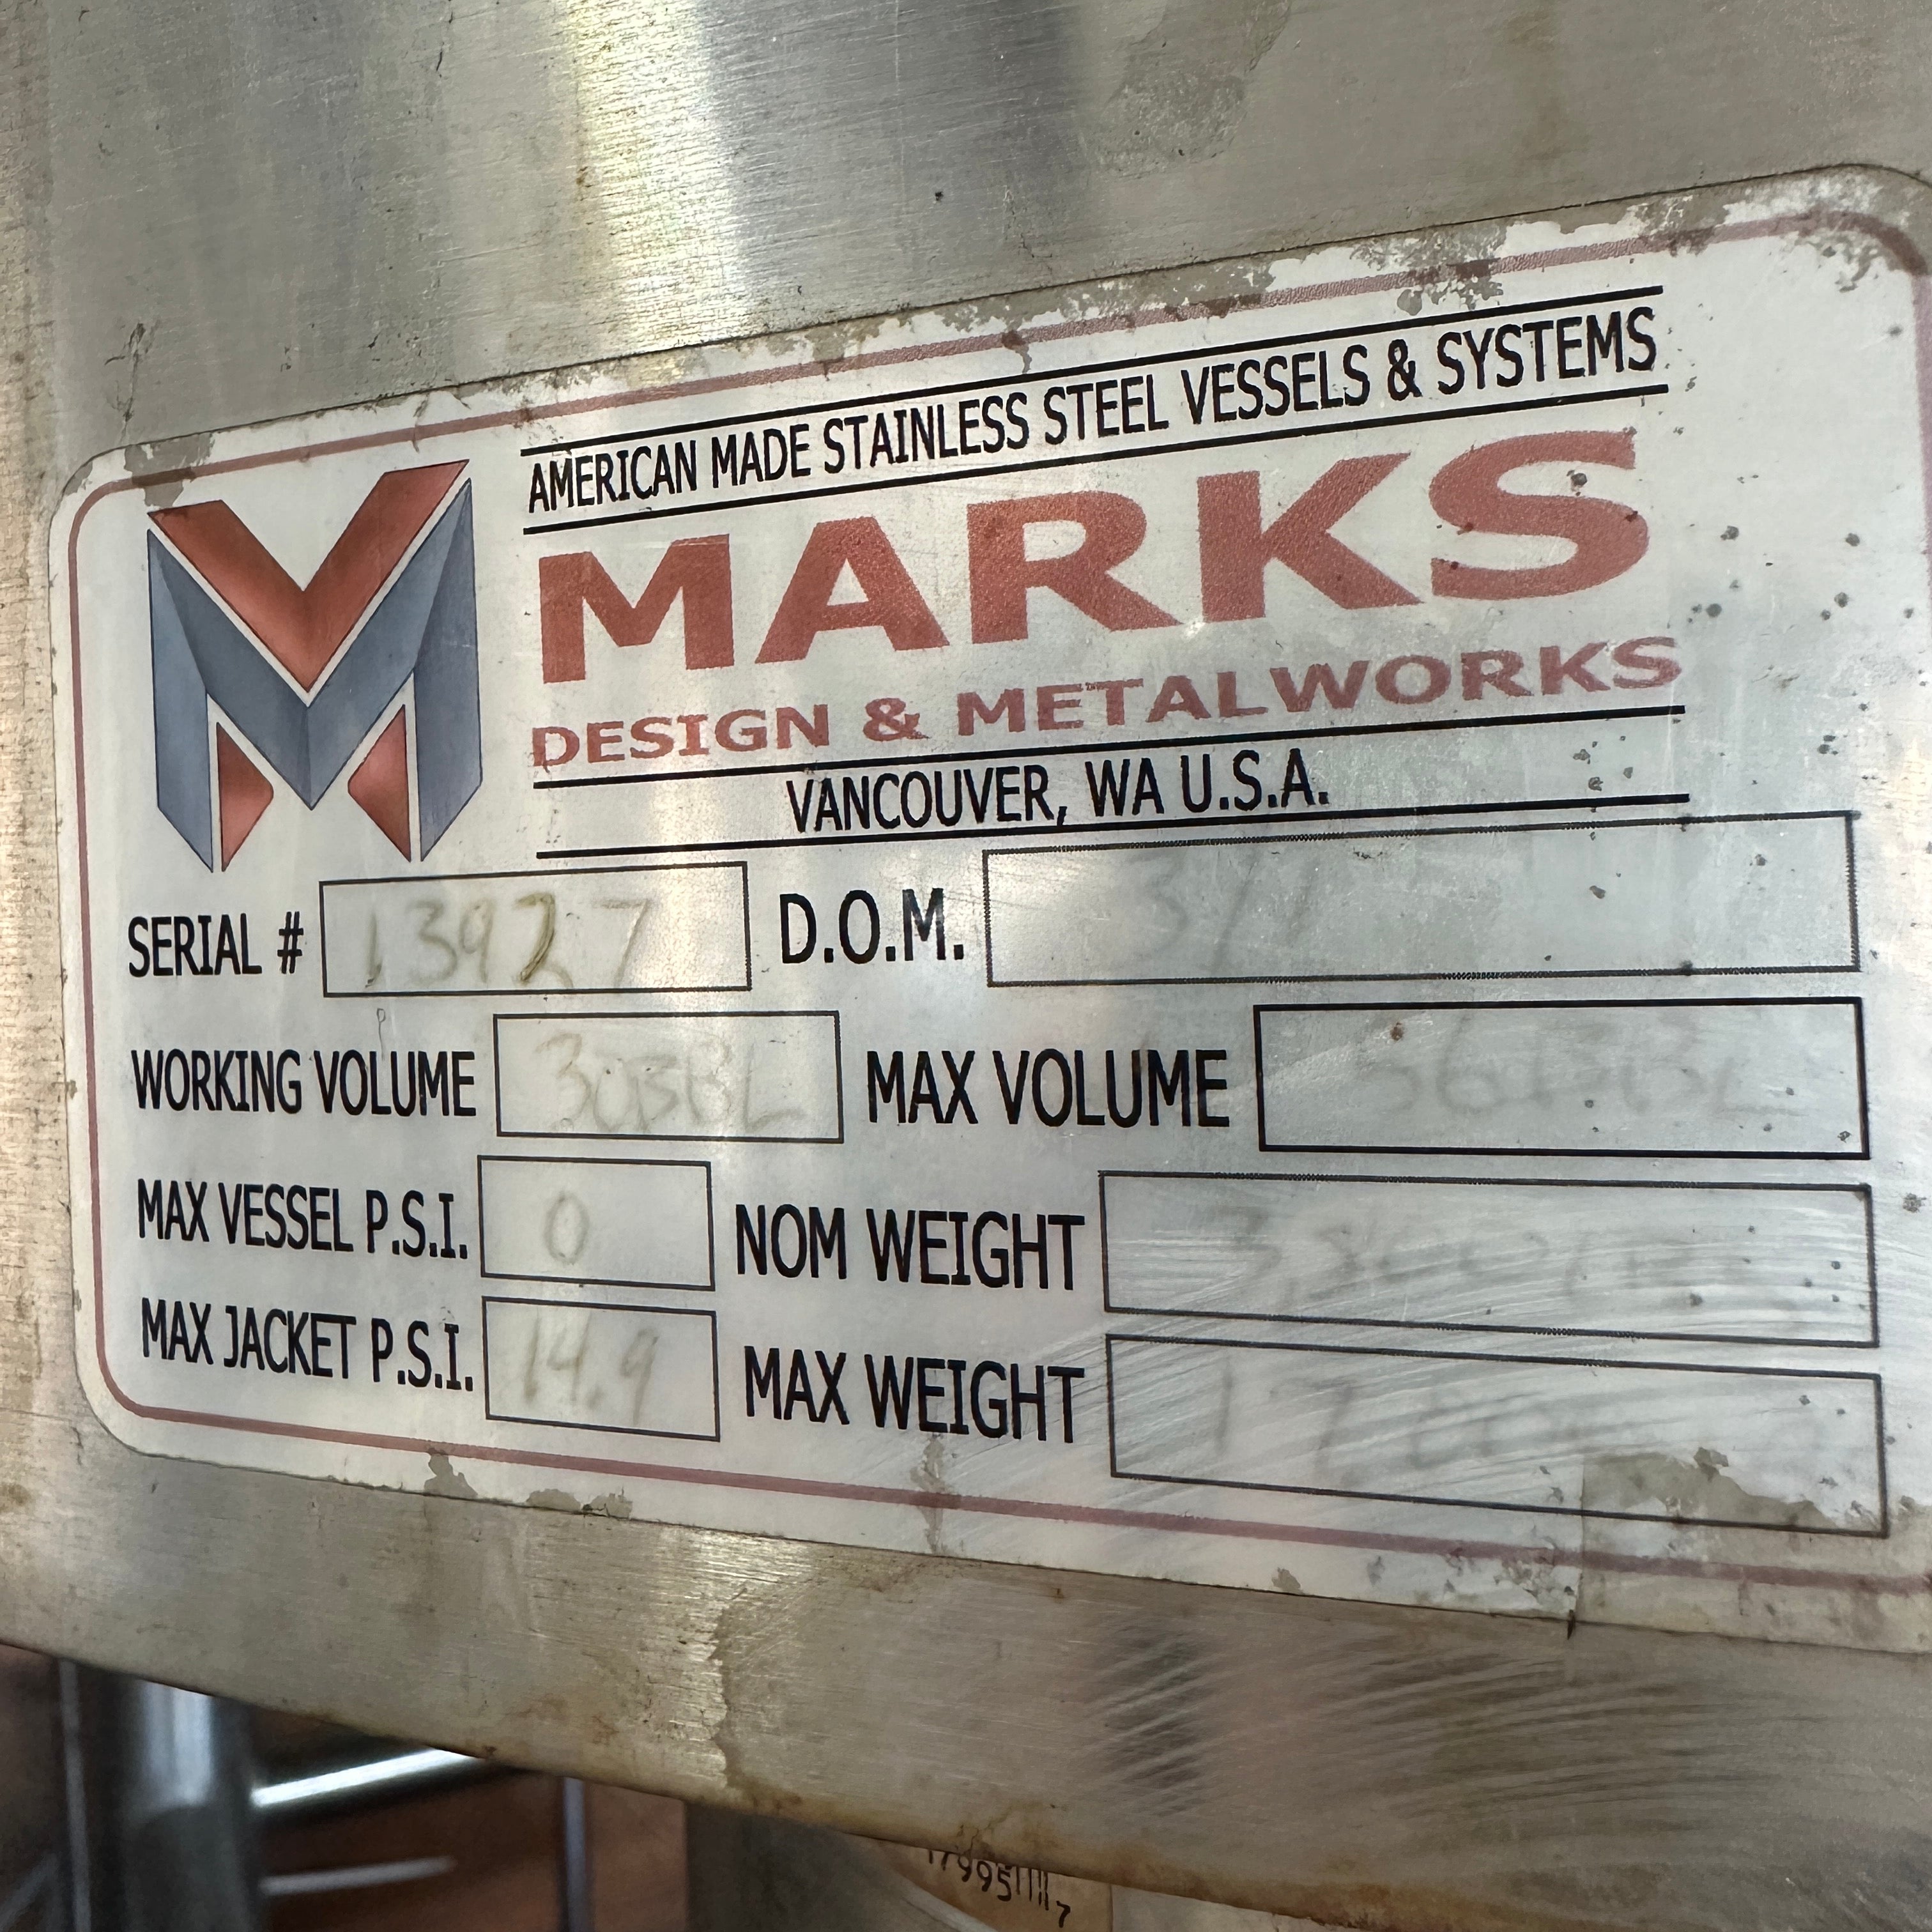 AMERICAN MADE STAINLESS STEEL VESSELS & SYSTEMS
MARKS
DESIGN & METALWORKS
VANCOUVER, WA U.S.A.
SERIAL # 13927 D.O.M.
WORKING VOLUME 30BBL MAX VOLUME
MAX VESSEL P.S.I. 0 NOM WEIGHT
MAX JACKET P.S.I. 14.9 MAX WEIGHT